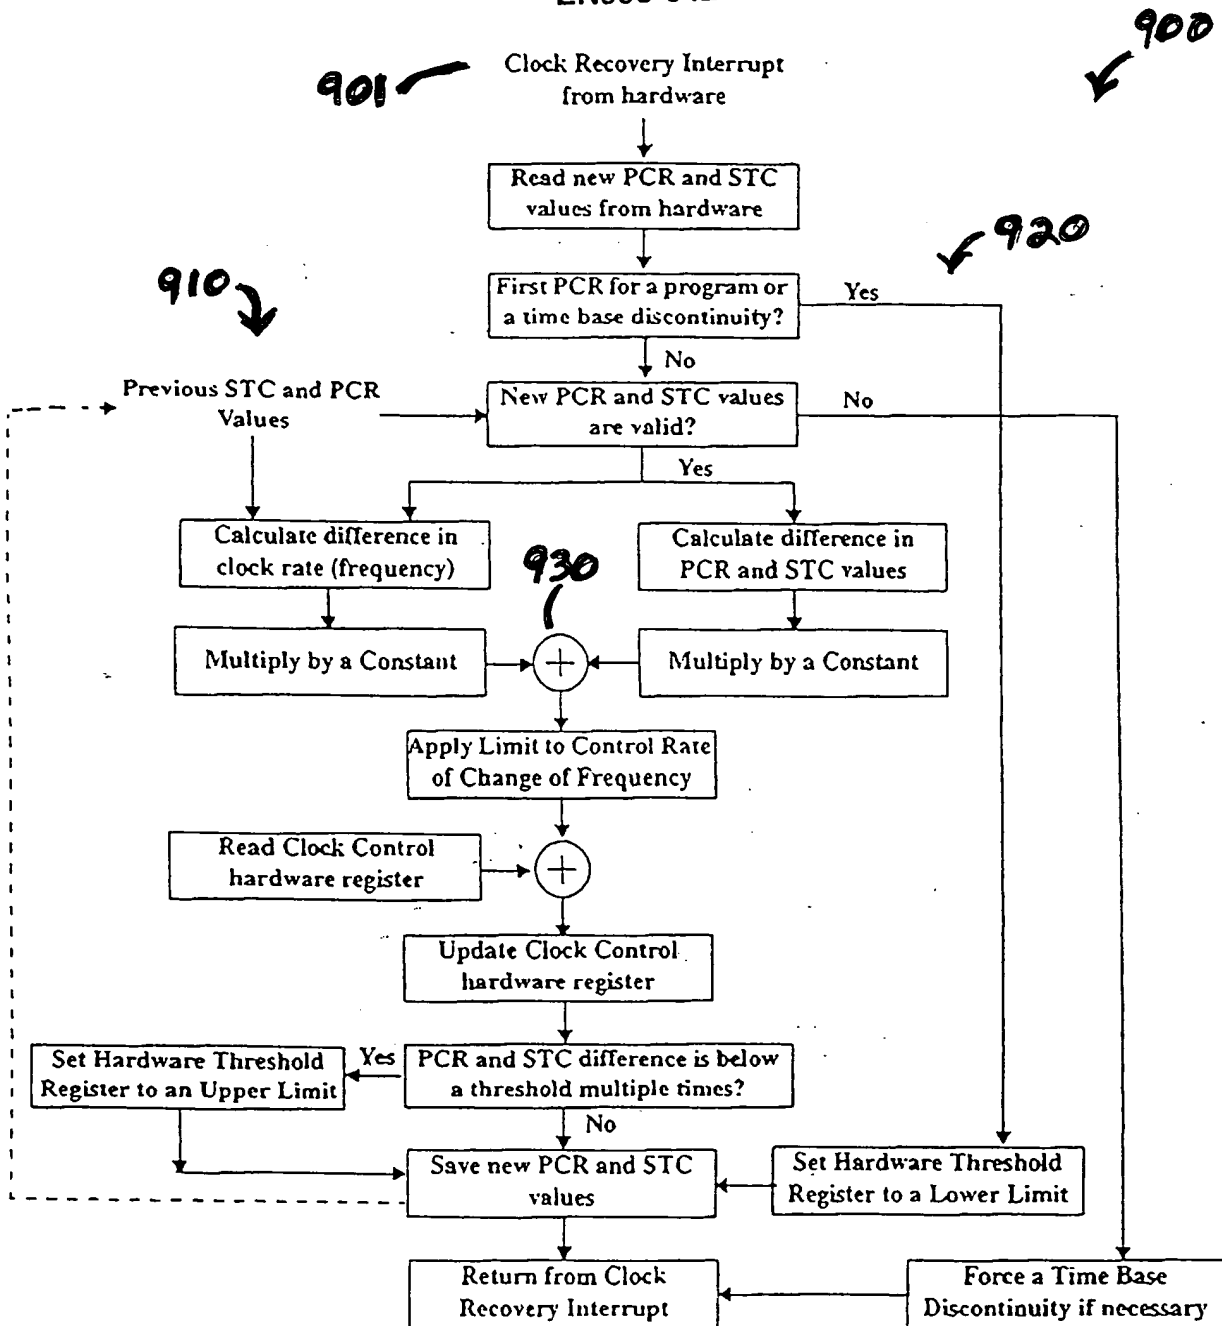 900
901
Clock Recovery Interrupt
from hardware
Read new PCR and STC
values from hardware
920
910
First PCR for a program or
a time base discontinuity?
Yes
No
Previous STC and PCR
Values
New PCR and STC values
are valid?
No
Yes
Calculate difference in
clock rate (frequency)
Calculate difference in
PCR and STC values
930
Multiply by a Constant
+
Multiply by a Constant
Apply Limit to Control Rate
of Change of Frequency
Read Clock Control
hardware register
+
Update Clock Control
hardware register
Set Hardware Threshold
Register to an Upper Limit
Yes
PCR and STC difference is below
a threshold multiple times?
No
Save new PCR and STC
values
Set Hardware Threshold
Register to a Lower Limit
Return from Clock
Recovery Interrupt
Force a Time Base
Discontinuity if necessary